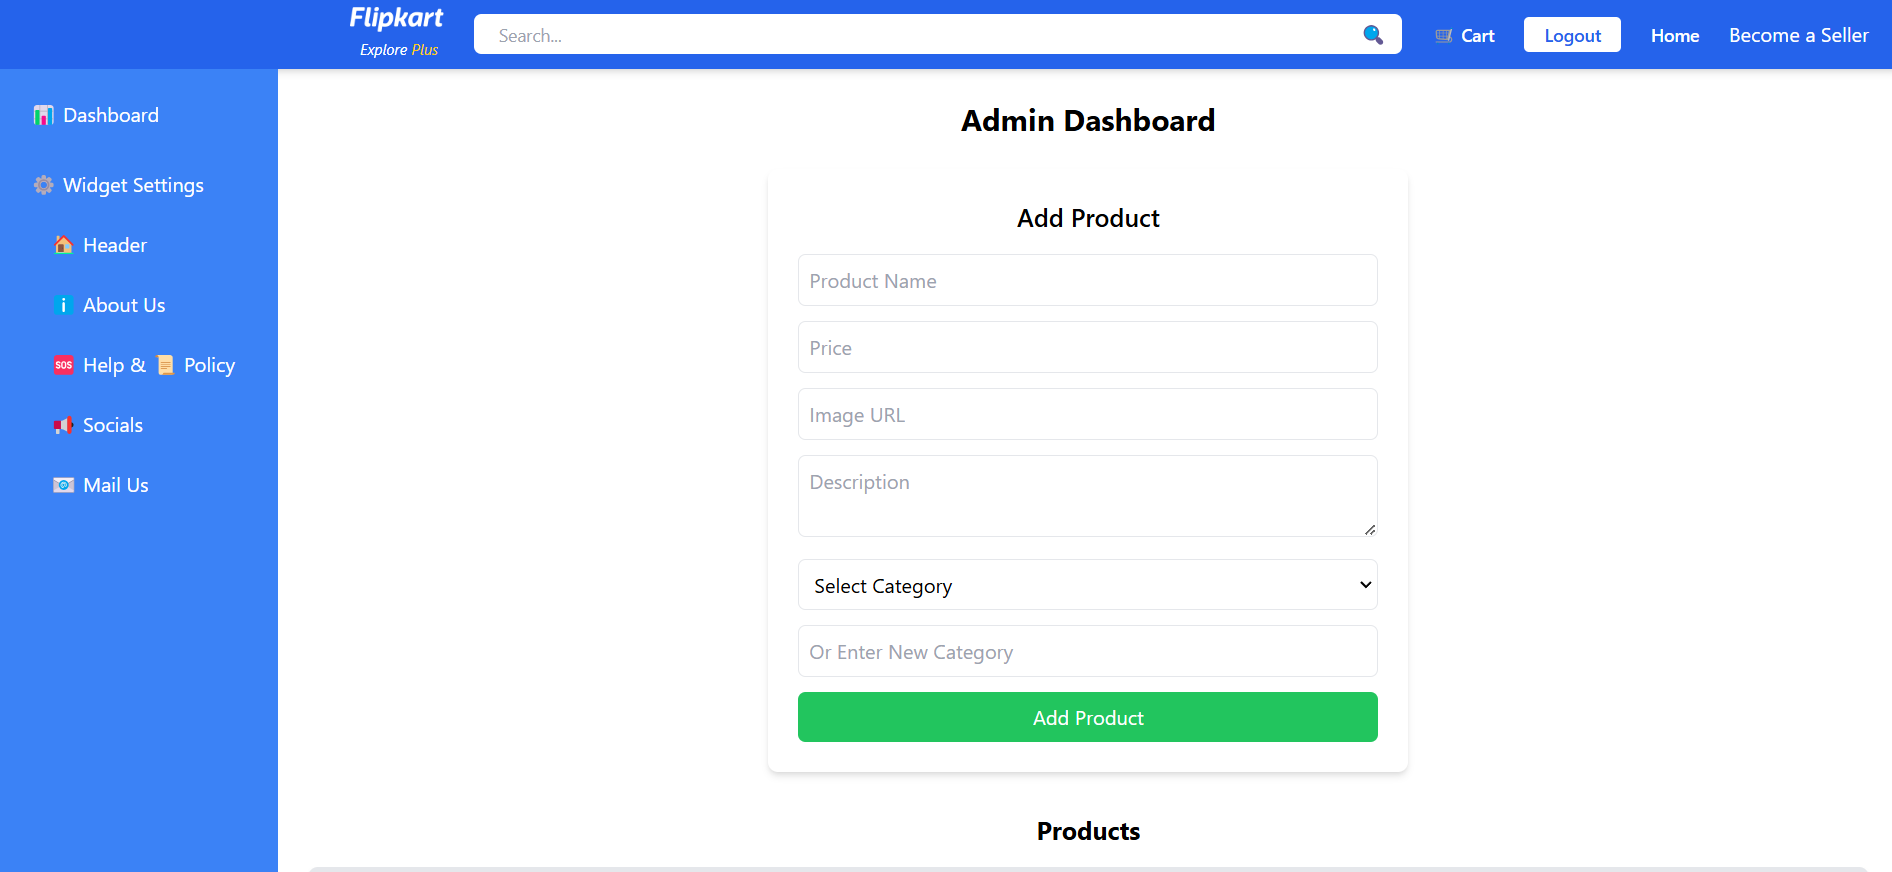 Flipkart
Explore Plus
Search...
Cart
Logout
Home
Become a Seller
Dashboard
Widget Settings
Header
About Us
SOS Help & Policy
Socials
Mail Us
Admin Dashboard
Add Product
Product Name
Price
Image URL
Description
Select Category
Or Enter New Category
Add Product
Products